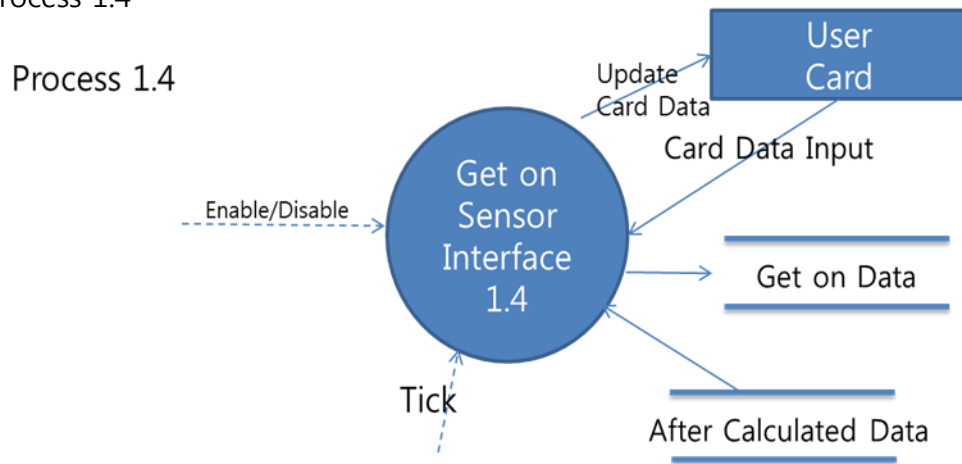 Process 1.4
User
Card
Update
Card Data
Card Data Input
Get on
Sensor
Interface
1.4
Enable/Disable
Get on Data
Tick
After Calculated Data